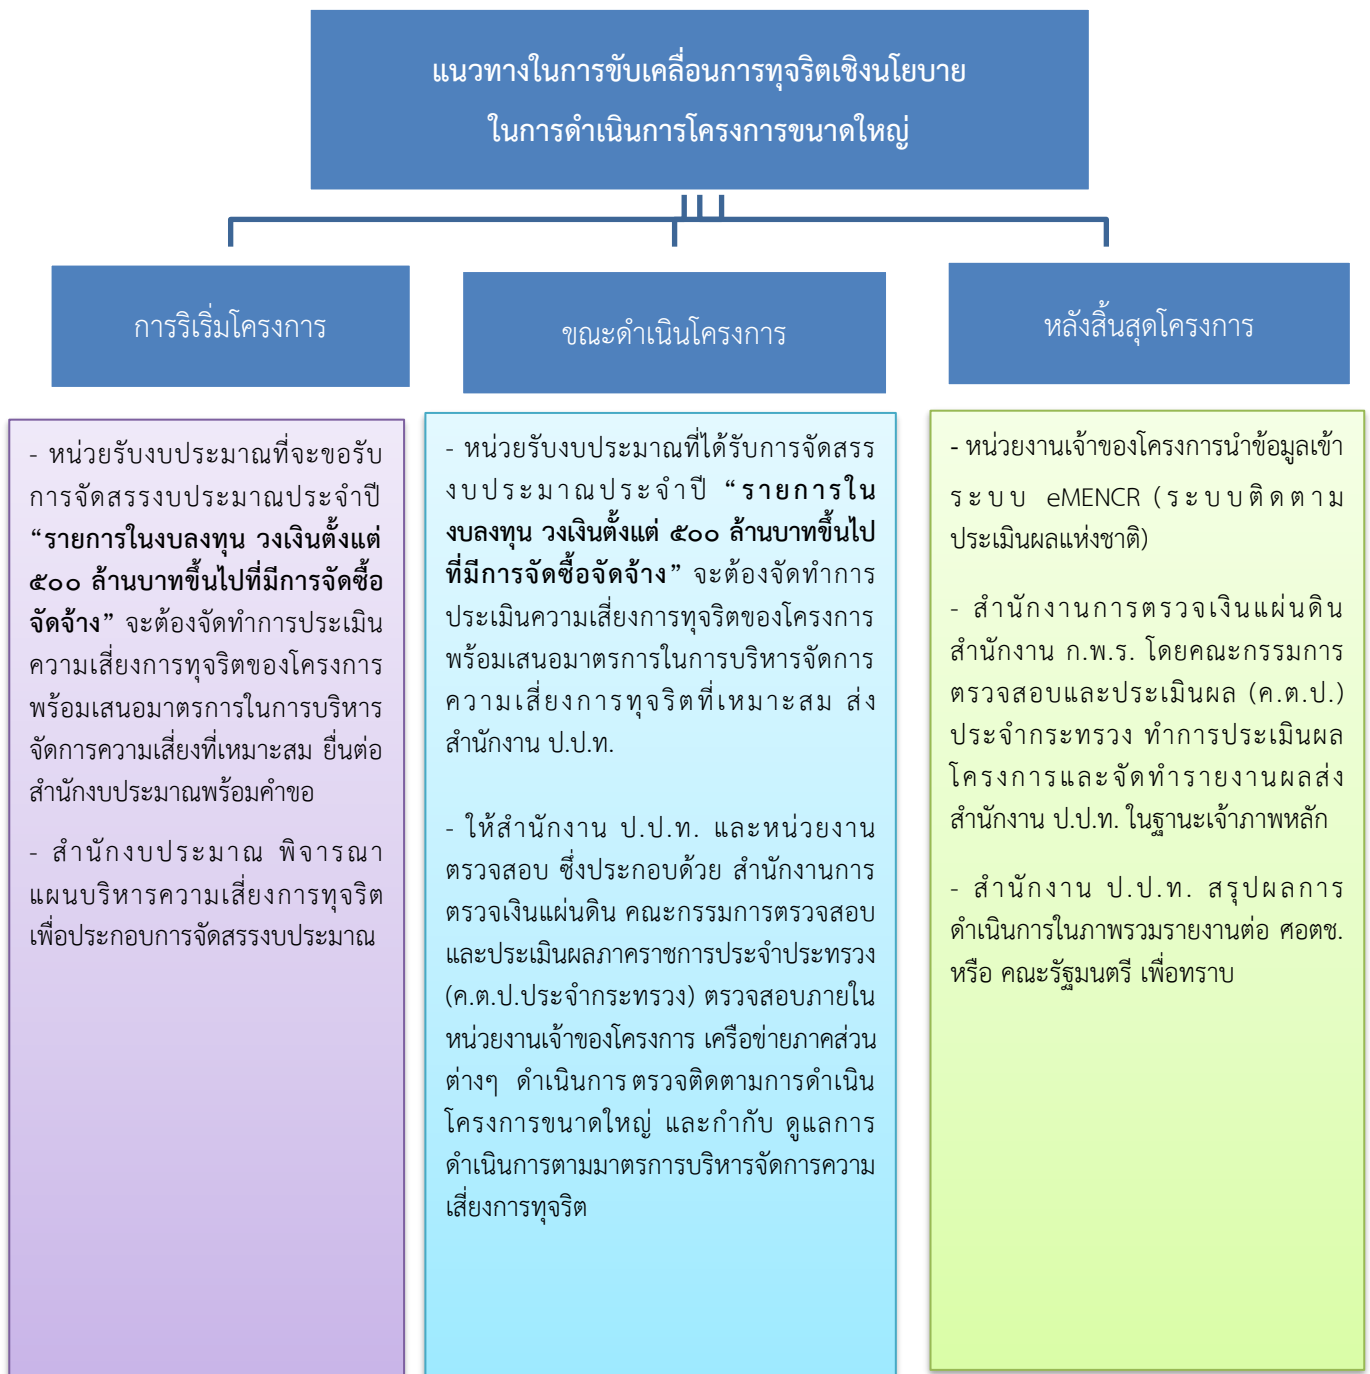 แนวทางในการขับเคลื่อนการทุจริตเชิงนโยบาย
ในการดำเนินการโครงการขนาดใหญ่
การริเริ่มโครงการ
ขณะดำเนินโครงการ
หลังสิ้นสุดโครงการ
- หน่วยรับงบประมาณที่จะขอรับ
การจัดสรรงบประมาณประจำปี
“รายการในงบลงทุน วงเงินตั้งแต่
๕๐๐ ล้านบาทขึ้นไปที่มีการจัดซื้อ
จัดจ้าง” จะต้องจัดทำการประเมิน
ความเสี่ยงการทุจริตของโครงการ
พร้อมเสนอมาตรการในการบริหาร
จัดการความเสี่ยงที่เหมาะสม ยื่นต่อ
สำนักงบประมาณพร้อมคำขอ
- สำนักงบประมาณ พิจารณา
แผนบริหารความเสี่ยงการทุจริต
เพื่อประกอบการจัดสรรงบประมาณ
- หน่วยรับงบประมาณที่ได้รับการจัดสรร
งบประมาณประจำปี “รายการใน
งบลงทุน วงเงินตั้งแต่ ๕๐๐ ล้านบาทขึ้นไป
ที่มีการจัดซื้อจัดจ้าง” จะต้องจัดทำการ
ประเมินความเสี่ยงการทุจริตของโครงการ
พร้อมเสนอมาตรการในการบริหารจัดการ
ความเสี่ยงการทุจริตที่เหมาะสม ส่ง
สำนักงาน ป.ป.ท.
- ให้สำนักงาน ป.ป.ท. และหน่วยงาน
ตรวจสอบ ซึ่งประกอบด้วย สำนักงานการ
ตรวจเงินแผ่นดิน คณะกรรมการตรวจสอบ
และประเมินผลภาคราชการประจำประทรวง
(ค.ต.ป.ประจำกระทรวง) ตรวจสอบภายใน
หน่วยงานเจ้าของโครงการ เครือข่ายภาคส่วน
ต่างๆ ดำเนินการ ตรวจติดตามการดำเนิน
โครงการขนาดใหญ่ และกำกับ ดูแลการ
ดำเนินการตามมาตรการบริหารจัดการความ
เสี่ยงการทุจริต
- หน่วยงานเจ้าของโครงการนำข้อมูลเข้า
ระบบ eMENCR (ระบบติดตาม
ประเมินผลแห่งชาติ)
- สำนักงานการตรวจเงินแผ่นดิน
สำนักงาน ก.พ.ร. โดยคณะกรรมการ
ตรวจสอบและประเมินผล (ค.ต.ป.)
ประจำกระทรวง ทำการประเมินผล
โครงการและจัดทำรายงานผลส่ง
สำนักงาน ป.ป.ท. ในฐานะเจ้าภาพหลัก
- สำนักงาน ป.ป.ท. สรุปผลการ
ดำเนินการในภาพรวมรายงานต่อ ศอตช.
หรือ คณะรัฐมนตรี เพื่อทราบ